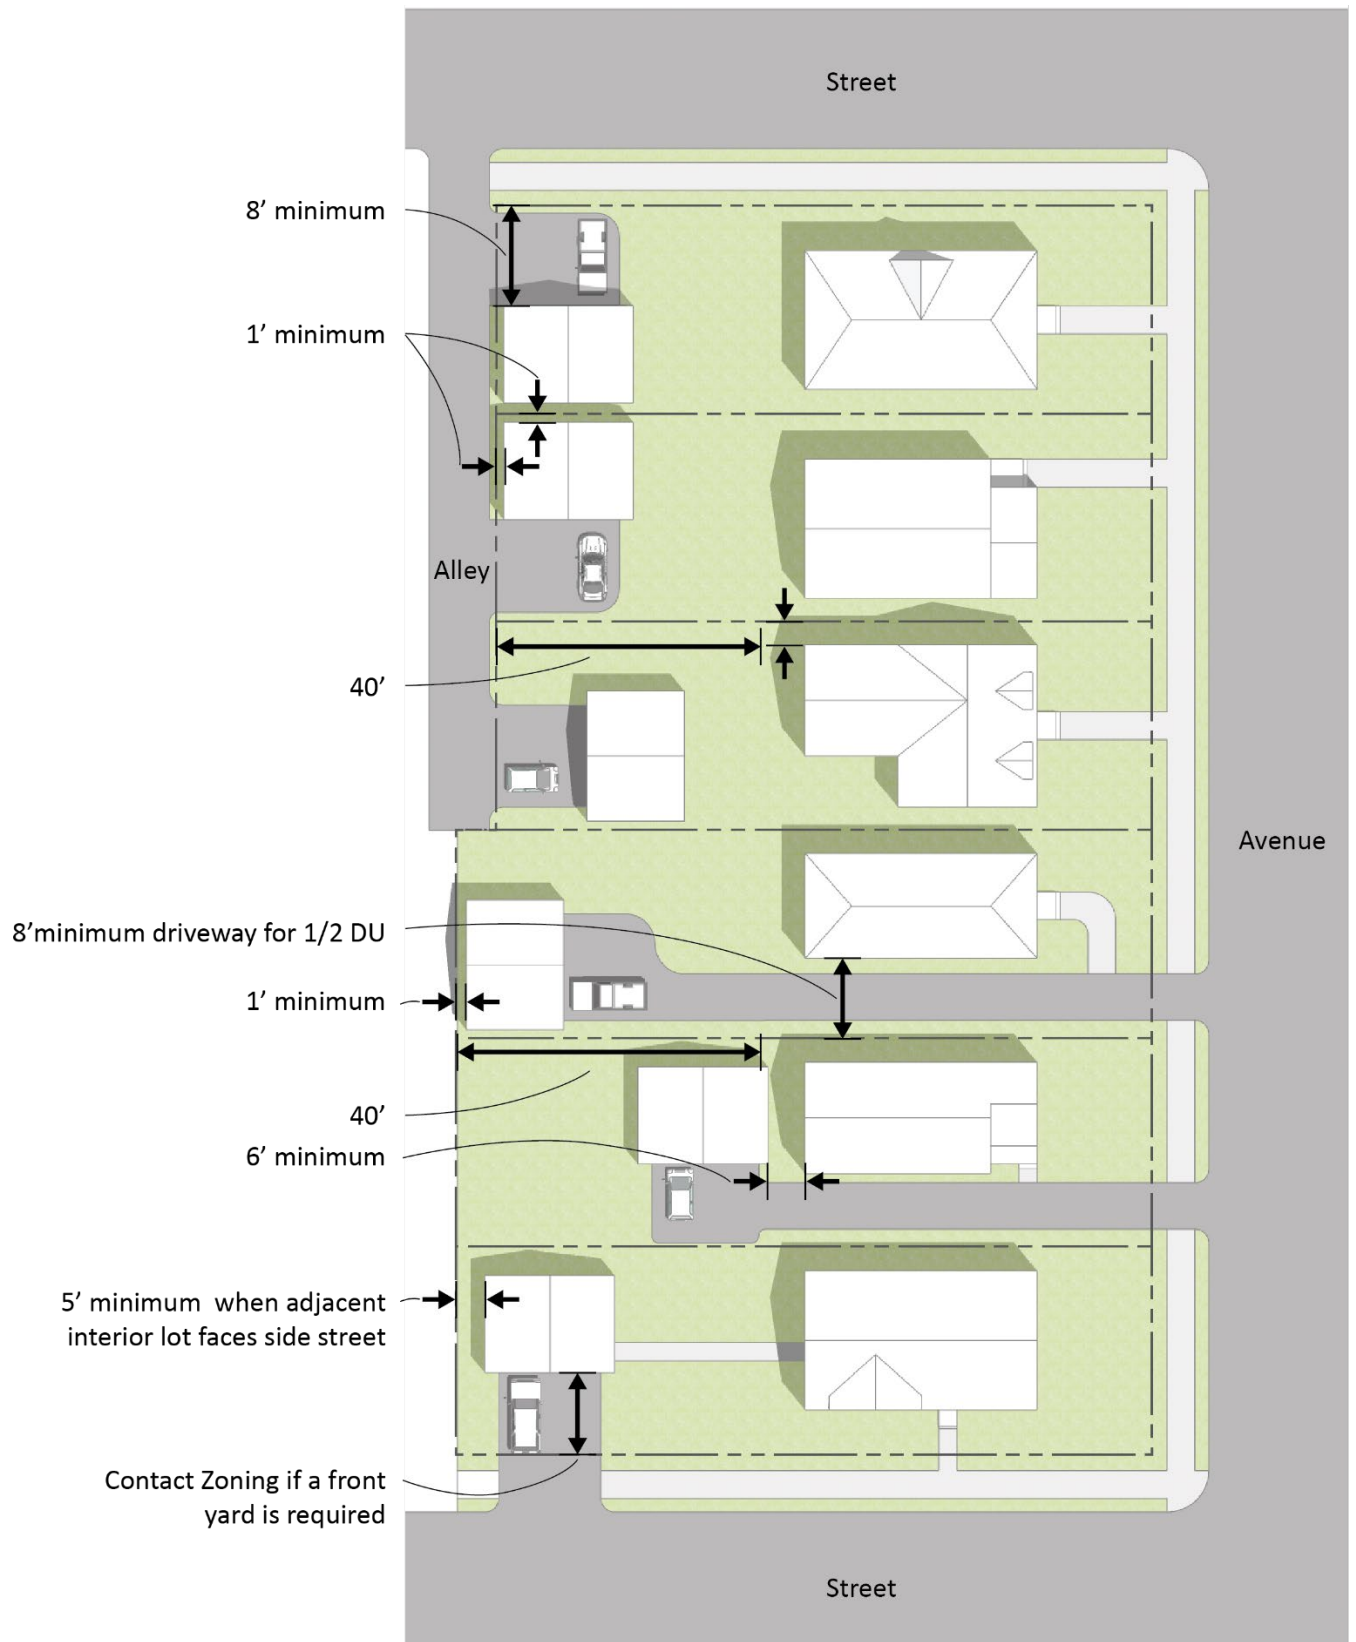 Street
8’ minimum
1’ minimum
Alley
40’
Avenue
8’minimum driveway for 1/2 DU
1’ minimum
40’
6’ minimum
5’ minimum when adjacent
interior lot faces side street
Contact Zoning if a front
yard is required
Street